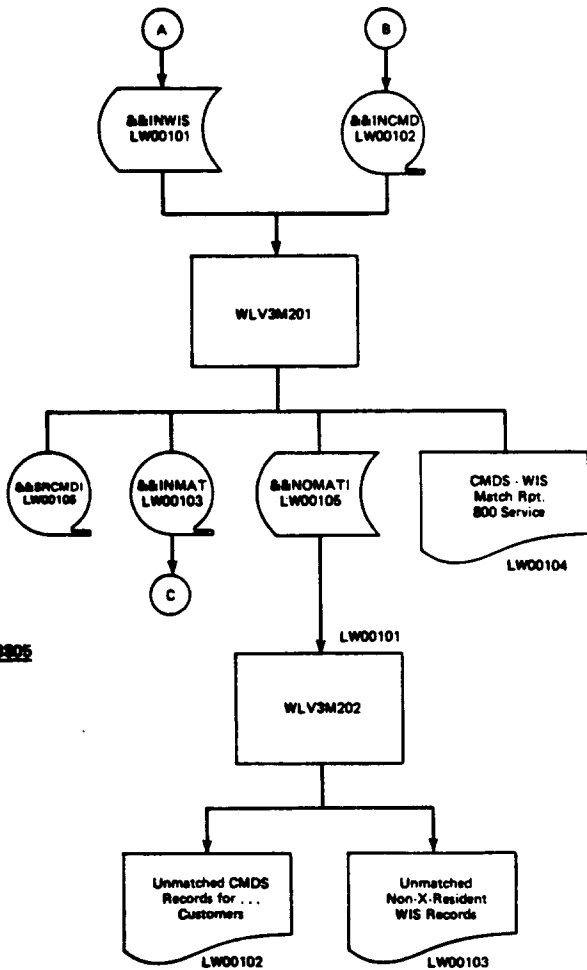 A
B
&&INWIS
LW00101
&&INCMD
LW00102
WLV3M201
LW00106
&&INMAT
LW00103
&&NOMATI
LW00105
CMDS - WIS
Match Rpt.
800 Service
LW00104
C
LW00101
WLV3M202
Unmatched CMDS
Records for ...
Customers
LW00102
Unmatched
Non-X-Resident
WIS Records
LW00103